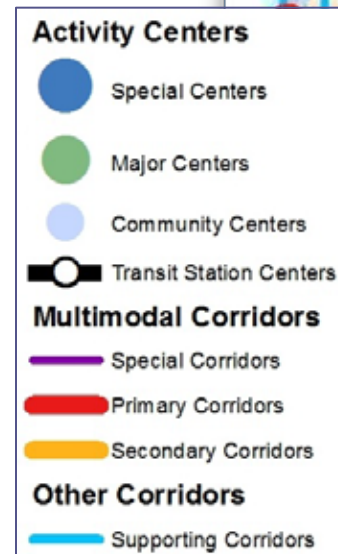 Activity Centers
Special Centers
Major Centers
Community Centers
Transit Station Centers
Multimodal Corridors
Special Corridors
Primary Corridors
Secondary Corridors
Other Corridors
Supporting Corridors